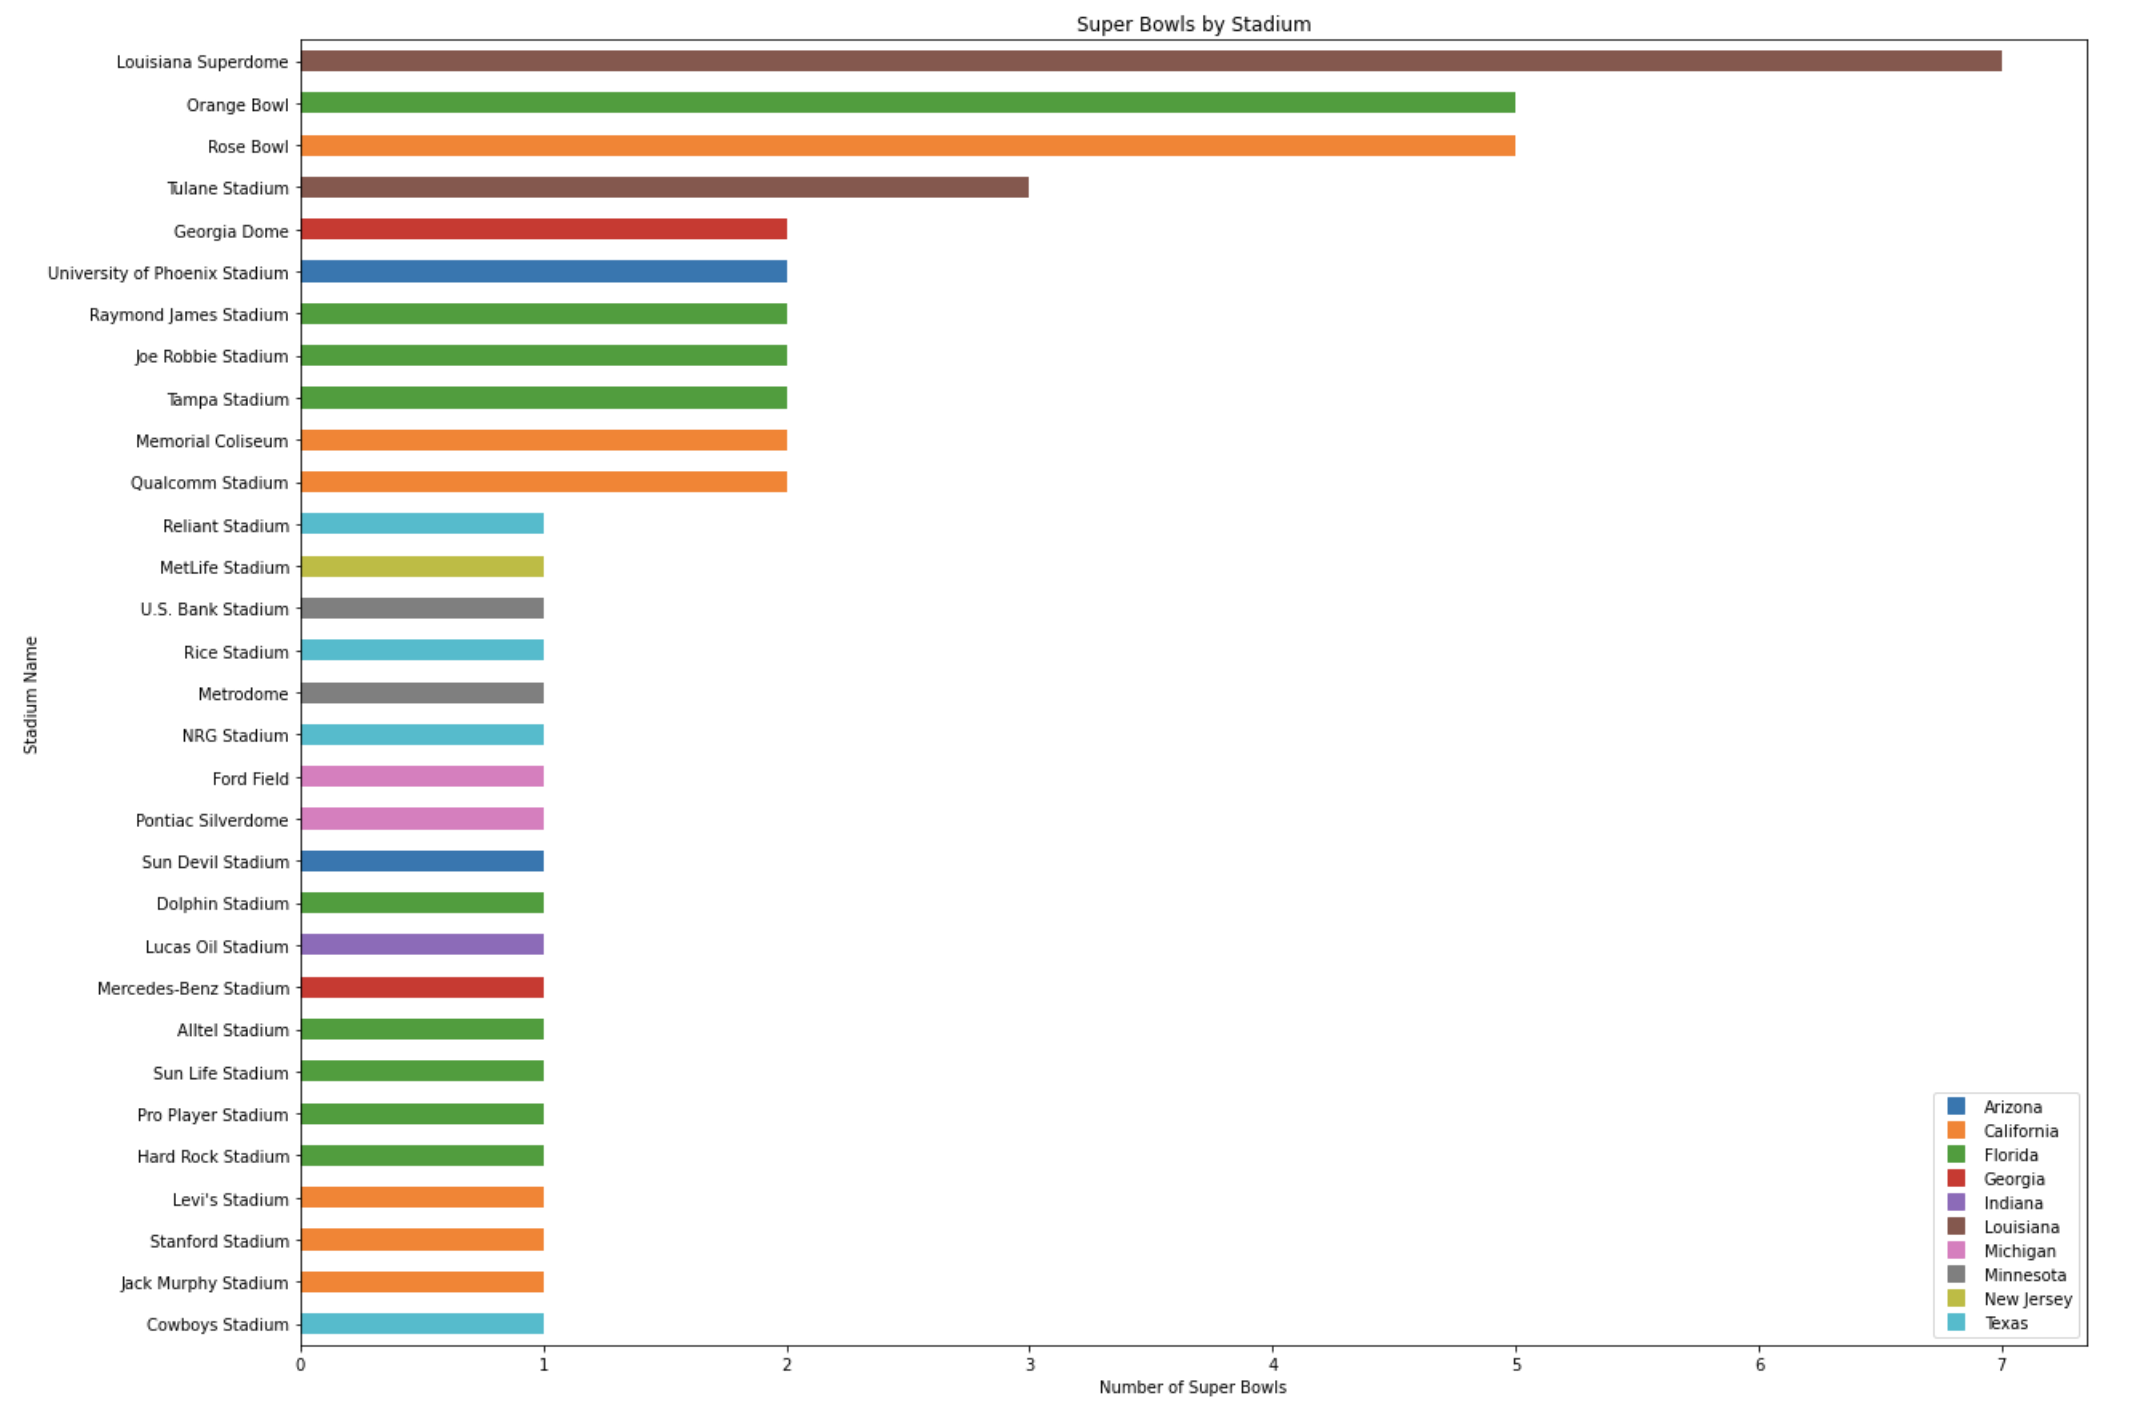 Super Bowls by Stadium
Louisiana Superdome
Orange Bowl
Rose Bowl
Tulane Stadium
Georgia Dome
University of Phoenix Stadium
Raymond James Stadium
Joe Robbie Stadium
Tampa Stadium
Memorial Coliseum
Qualcomm Stadium
Reliant Stadium
MetLife Stadium
U.S. Bank Stadium
Rice Stadium
Metrodome
NRG Stadium
Ford Field
Pontiac Silverdome
Sun Devil Stadium
Dolphin Stadium
Lucas Oil Stadium
Mercedes-Benz Stadium
Alltel Stadium
Sun Life Stadium
Pro Player Stadium
Hard Rock Stadium
Levi's Stadium
Stanford Stadium
Jack Murphy Stadium
Cowboys Stadium
Stadium Name
0 1 2 3 4 5 6 7
Number of Super Bowls
Arizona
California
Florida
Georgia
Indiana
Louisiana
Michigan
Minnesota
New Jersey
Texas